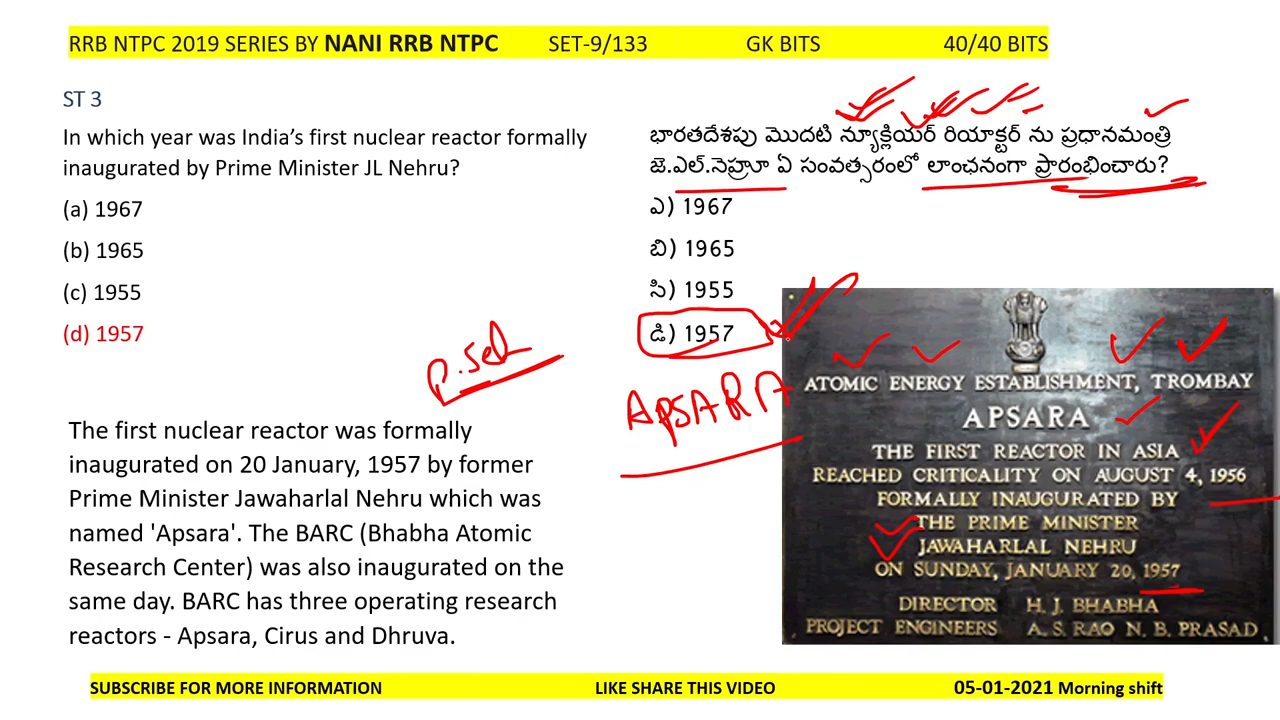 RRB NTPC 2019 SERIES BY NANI RRB NTPC SET-9/133 GK BITS 40/40 BITS
ST 3
In which year was India’s first nuclear reactor formally
inaugurated by Prime Minister JL Nehru?
(a) 1967
(b) 1965
(c) 1955
(d) 1957
P.Set
The first nuclear reactor was formally
inaugurated on 20 January, 1957 by former
Prime Minister Jawaharlal Nehru which was
named 'Apsara'. The BARC (Bhabha Atomic
Research Center) was also inaugurated on the
same day. BARC has three operating research
reactors - Apsara, Cirus and Dhruva.
భారతదేశపు మొదటి న్యూక్లియర్ రియాక్టర్ ను ప్రధానమంత్రి
జె.ఎల్.నెహ్రూ ఏ సంవత్సరంలో లాంఛనంగా ప్రారంభించారు?
ఎ) 1967
బి) 1965
సి) 1955
డి) 1957
APSARA
ATOMIC ENERGY ESTABLISHMENT, TROMBAY
APSARA
THE FIRST REACTOR IN ASIA
REACHED CRITICALITY ON AUGUST 4, 1956
FORMALLY INAUGURATED BY
THE PRIME MINISTER
JAWAHARLAL NEHRU
ON SUNDAY, JANUARY 20, 1957
DIRECTOR H. J. BHABHA
PROJECT ENGINEERS A. S. RAO N. B. PRASAD
SUBSCRIBE FOR MORE INFORMATION LIKE SHARE THIS VIDEO 05-01-2021 Morning shift